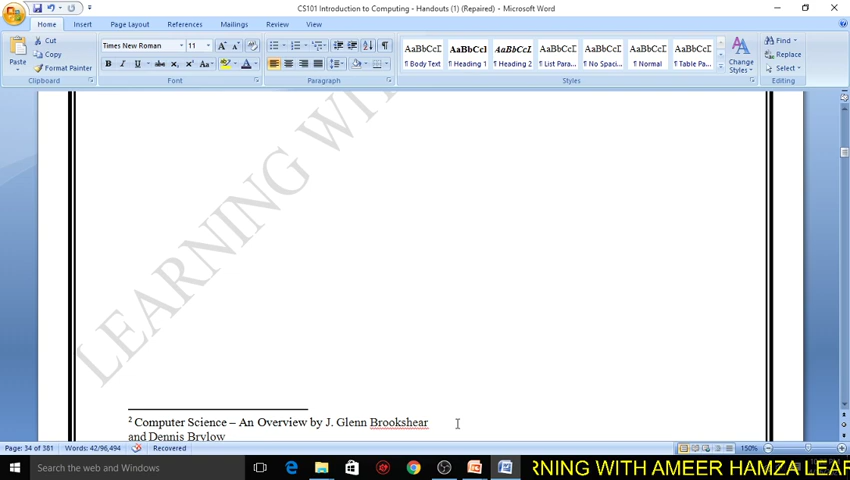 CS101 Introduction to Computing - Handouts (1) (Repaired) - Microsoft Word
Home Insert Page Layout References Mailings Review View
Paste
Cut
Copy
Format Painter
Clipboard
Times New Roman 11
Font
Paragraph
AaBbCcD AaBbCcI AaBbCcD AaBbCcD AaBbCcD AaBbCcD AaBbCcD
¶ Body Text ¶ Heading 1 ¶ Heading 2 ¶ List Para... ¶ No Spaci... ¶ Normal ¶ Table Pa...
Change Styles
Styles
Find
Replace
Select
Editing
LEARNING WIT
2 Computer Science – An Overview by J. Glenn Brookshear
and Dennis Brylow
Page: 34 of 381 Words: 42/96,494 Recovered 150%
Search the web and Windows
RNING WITH AMEER HAMZA LEAF